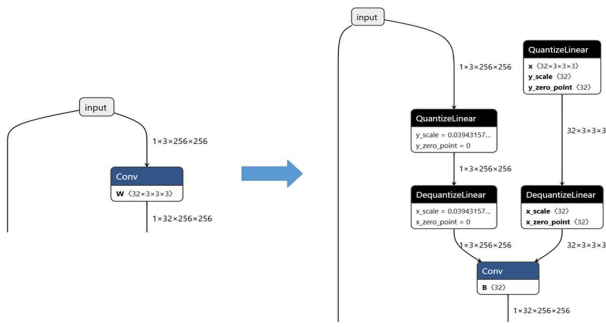 input
1×3×256×256
Conv
W ⟨32×3×3×3⟩
1×32×256×256
input
1×3×256×256
QuantizeLinear
x ⟨32×3×3×3⟩
y_scale ⟨32⟩
y_zero_point ⟨32⟩
QuantizeLinear
y_scale = 0.03943157...
y_zero_point = 0
32×3×3×3
1×3×256×256
DequantizeLinear
x_scale = 0.03943157...
x_zero_point = 0
DequantizeLinear
x_scale ⟨32⟩
x_zero_point ⟨32⟩
1×3×256×256
32×3×3×3
Conv
B ⟨32⟩
1×32×256×256